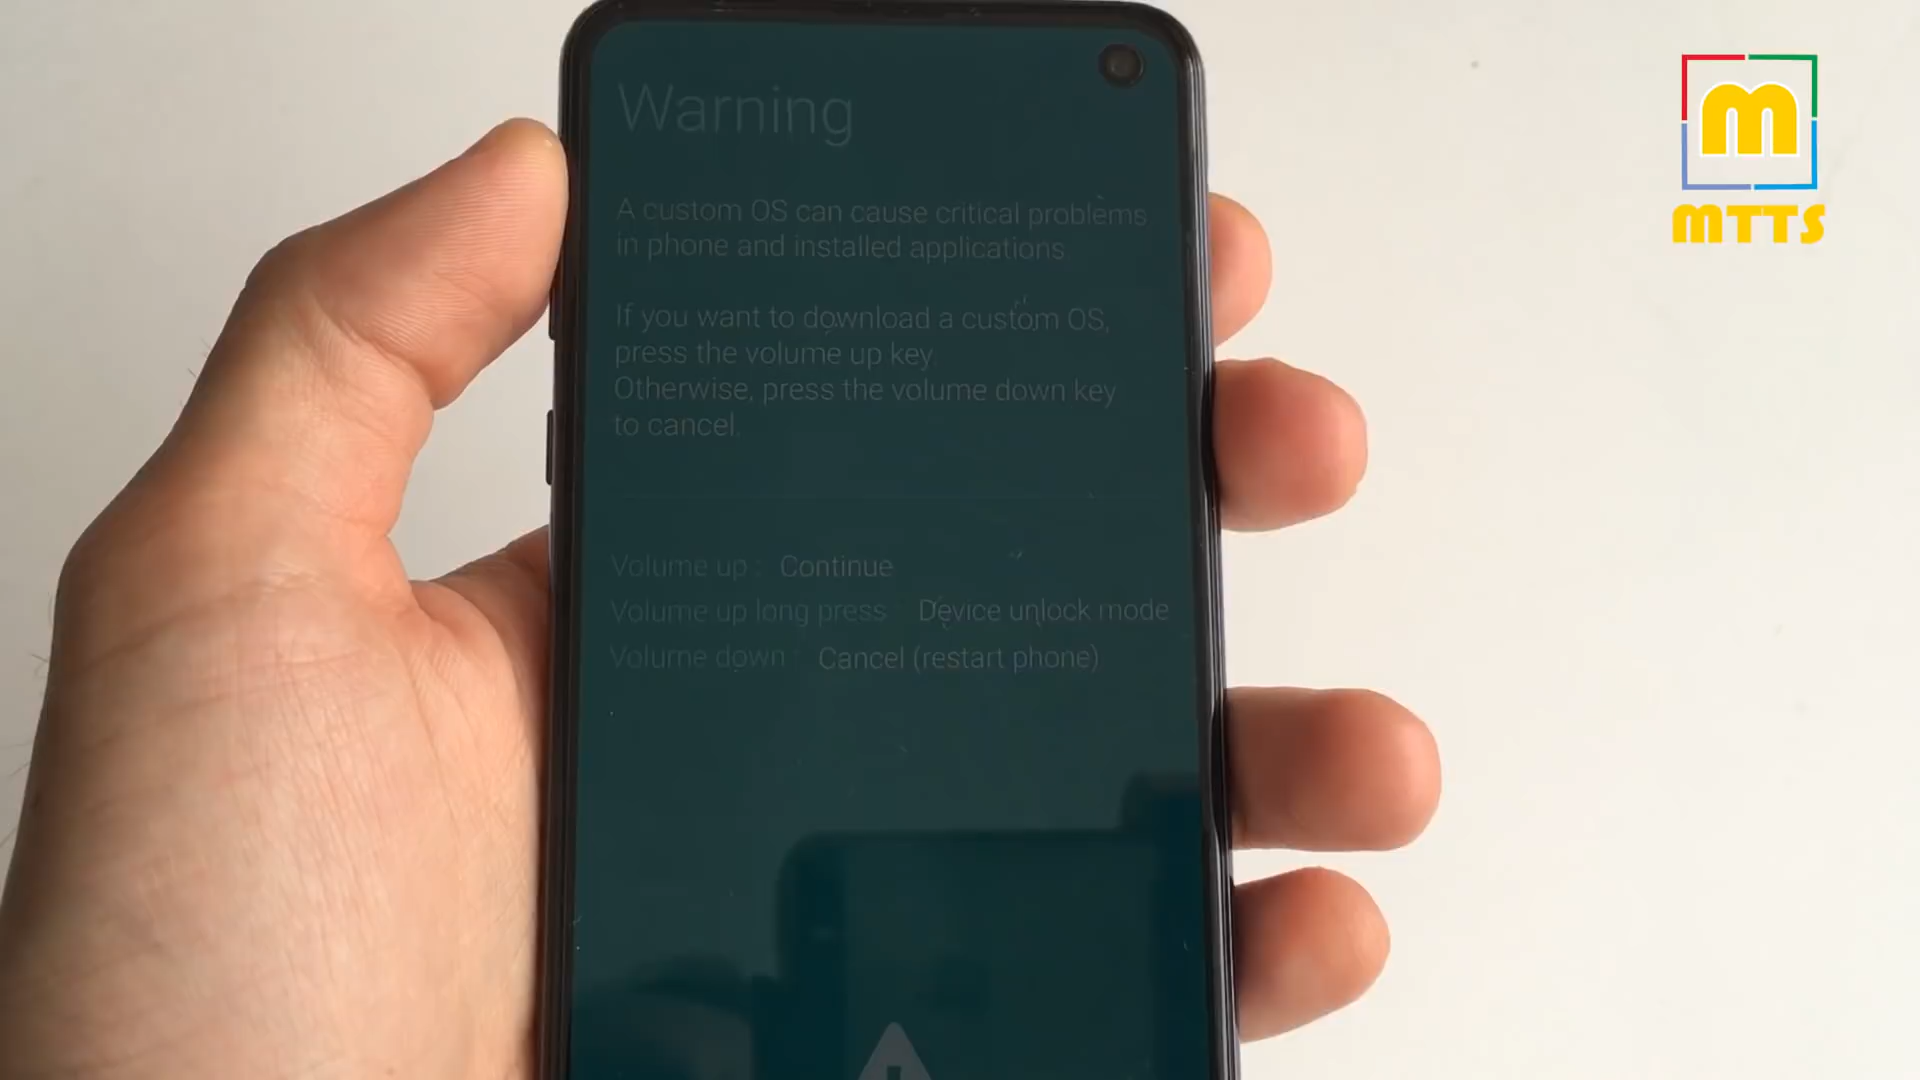 Warning
A custom OS can cause critical problems
in phone and installed applications.
If you want to download a custom OS,
press the volume up key.
Otherwise, press the volume down key
to cancel.
Volume up : Continue
Volume up long press : Device unlock mode
Volume down : Cancel (restart phone)
m
MTTS